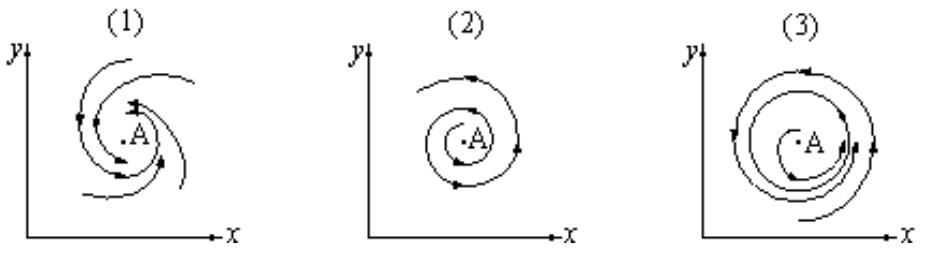 (1) (2) (3)
y y y
A A A
x x x